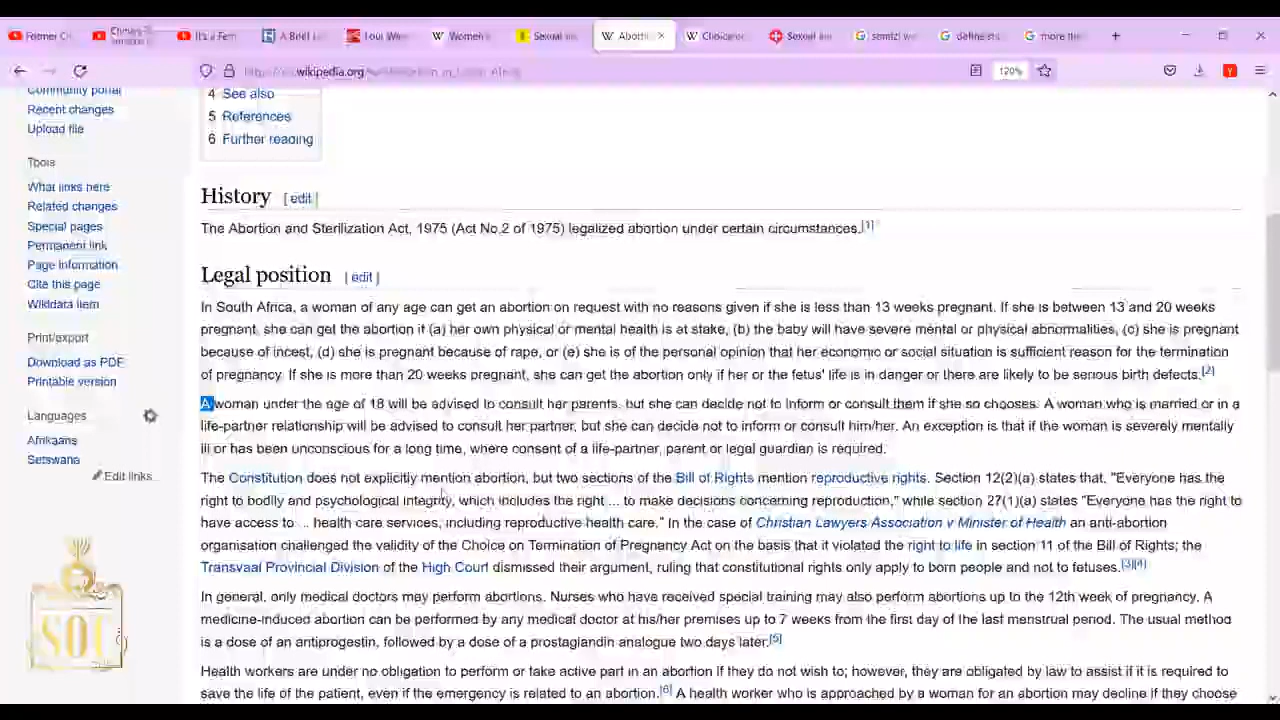 Former C
It's a Fem
A Brief L
Women's
Sexual as
Aborti
Choice o
Sexual an
define st
more the
wikipedia.org
120%
Community portal
Recent changes
Upload file
Tools
What links here
Related changes
Special pages
Permanent link
Page information
Cite this page
Wikidata item
Print/export
Download as PDF
Printable version
Languages
Afrikaans
Setswana
Edit links
SOU
4 See also
5 References
6 Further reading
History [ edit ]
The Abortion and Sterilization Act, 1975 (Act No.2 of 1975) legalized abortion under certain circumstances.[1]
Legal position [ edit ]
In South Africa, a woman of any age can get an abortion on request with no reasons given if she is less than 13 weeks pregnant. If she is between 13 and 20 weeks
pregnant, she can get the abortion if (a) her own physical or mental health is at stake, (b) the baby will have severe mental or physical abnormalities, (c) she is pregnant
because of incest, (d) she is pregnant because of rape, or (e) she is of the personal opinion that her economic or social situation is sufficient reason for the termination
of pregnancy. If she is more than 20 weeks pregnant, she can get the abortion only if her or the fetus' life is in danger or there are likely to be serious birth defects.[2]
A woman under the age of 18 will be advised to consult her parents, but she can decide not to inform or consult them if she so chooses. A woman who is married or in a
life-partner relationship will be advised to consult her partner, but she can decide not to inform or consult him/her. An exception is that if the woman is severely mentally
ill or has been unconscious for a long time, where consent of a life-partner, parent or legal guardian is required.
The Constitution does not explicitly mention abortion, but two sections of the Bill of Rights mention reproductive rights. Section 12(2)(a) states that, "Everyone has the
right to bodily and psychological integrity, which includes the right ... to make decisions concerning reproduction," while section 27(1)(a) states "Everyone has the right to
have access to ... health care services, including reproductive health care." In the case of Christian Lawyers Association v Minister of Health an anti-abortion
organisation challenged the validity of the Choice on Termination of Pregnancy Act on the basis that it violated the right to life in section 11 of the Bill of Rights; the
Transvaal Provincial Division of the High Court dismissed their argument, ruling that constitutional rights only apply to born people and not to fetuses.[3][4]
In general, only medical doctors may perform abortions. Nurses who have received special training may also perform abortions up to the 12th week of pregnancy. A
medicine-induced abortion can be performed by any medical doctor at his/her premises up to 7 weeks from the first day of the last menstrual period. The usual method
is a dose of an antiprogestin, followed by a dose of a prostaglandin analogue two days later.[5]
Health workers are under no obligation to perform or take active part in an abortion if they do not wish to; however, they are obligated by law to assist if it is required to
save the life of the patient, even if the emergency is related to an abortion.[6] A health worker who is approached by a woman for an abortion may decline if they choose